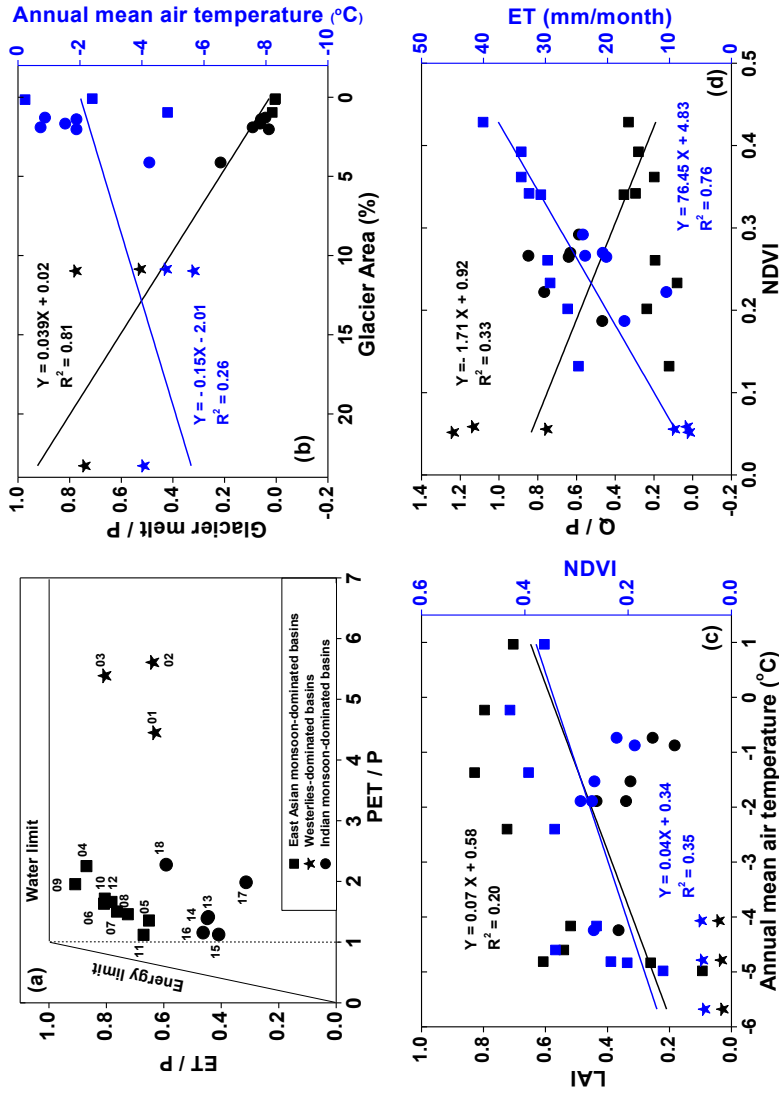 (a)
Water limit
Energy limit
ET / P
1.0
0.8
0.6
0.4
0.2
0.0
01
02
03
04
05
06
07
08
09
10
11
12
13
14
15
16
17
18
■ East Asian monsoon-dominated basins
★ Westerlies-dominated basins
● Indian monsoon-dominated basins
0 1 2 3 4 5 6 7
PET / P
(b)
Annual mean air temperature (°C)
0
-2
-4
-6
-8
-10
Glacier melt / P
1.0
0.8
0.6
0.4
0.2
0.0
Y = 0.039X + 0.02
R² = 0.81
Y = - 0.15X - 2.01
R² = 0.26
20 15 10 5 0
Glacier Area (%)
(c)
LAI
1.0
0.8
0.6
0.4
0.2
0.0
NDVI
0.6
0.4
0.2
0.0
Y = 0.07 X + 0.58
R² = 0.20
Y = 0.04X + 0.34
R² = 0.35
-6 -5 -4 -3 -2 -1 0 1
Annual mean air temperature (°C)
(d)
Q / P
1.4
1.2
1.0
0.8
0.6
0.4
0.2
0.0
ET (mm/month)
50
40
30
20
10
0
Y =- 1.71 X + 0.92
R² = 0.33
Y = 76.45 X + 4.83
R² = 0.76
0.0 0.1 0.2 0.3 0.4 0.5
NDVI